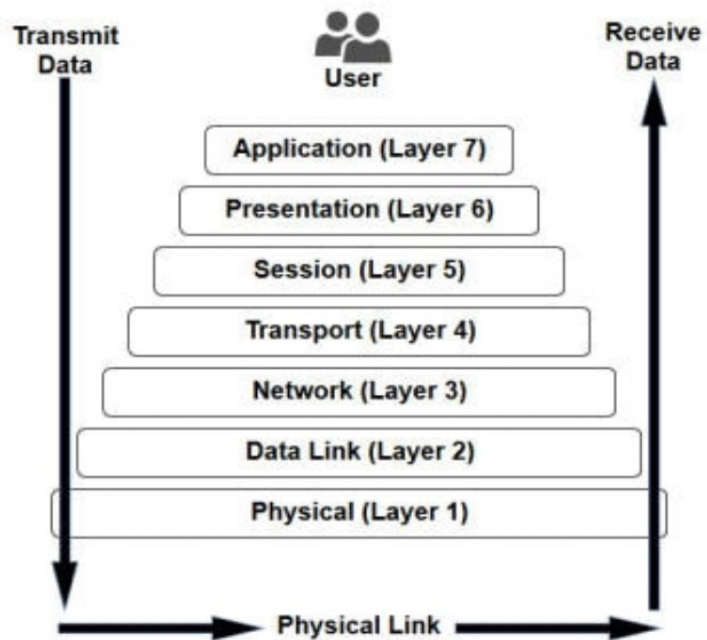 Transmit
Data
User
Receive
Data
Application (Layer 7)
Presentation (Layer 6)
Session (Layer 5)
Transport (Layer 4)
Network (Layer 3)
Data Link (Layer 2)
Physical (Layer 1)
Physical Link